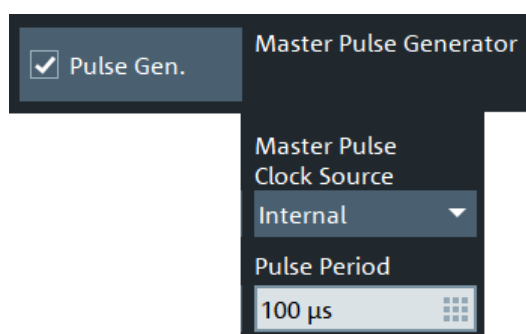 Pulse Gen.
Master Pulse Generator
Master Pulse
Clock Source
Internal
Pulse Period
100 µs